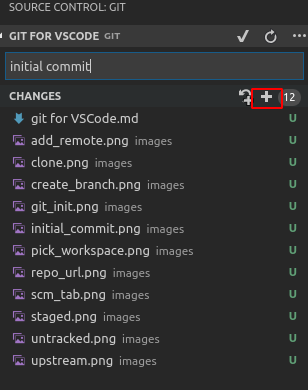 SOURCE CONTROL: GIT
GIT FOR VSCODE GIT
initial commit
CHANGES 12
git for VSCode.md U
add_remote.png images U
clone.png images U
create_branch.png images U
git_init.png images U
initial_commit.png images U
pick_workspace.png images U
repo_url.png images U
scm_tab.png images U
staged.png images U
untracked.png images U
upstream.png images U